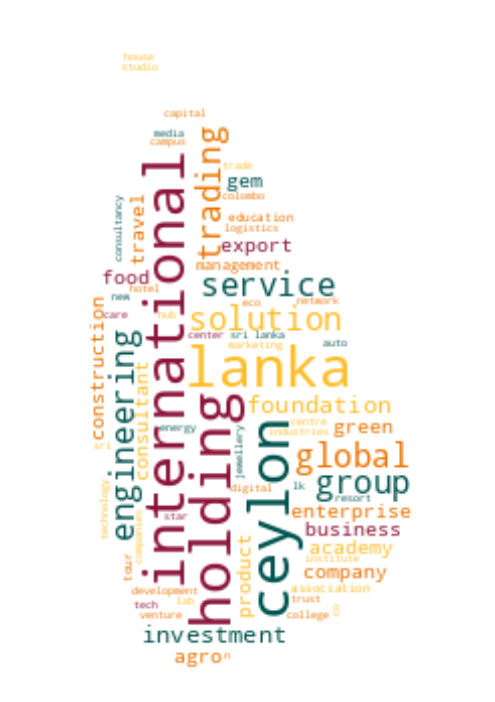 house
studio
capital
media
campus
international
trading
trade
gem
colombo
consultancy
travel
education
logistics
export
management
food
hotel
new
service
eco
network
construction
care
hub
solution
engineering
center
sri lanka
auto
marketing
lanka
consultant
holding
foundation
ceylon
centre
industries
green
energy
jewellery
global
group
technology
digital
lk
resort
enterprise
star
companies
business
product
academy
institute
tour
company
development
lab
association
tech
trust
co
venture
college
investment
agro
n